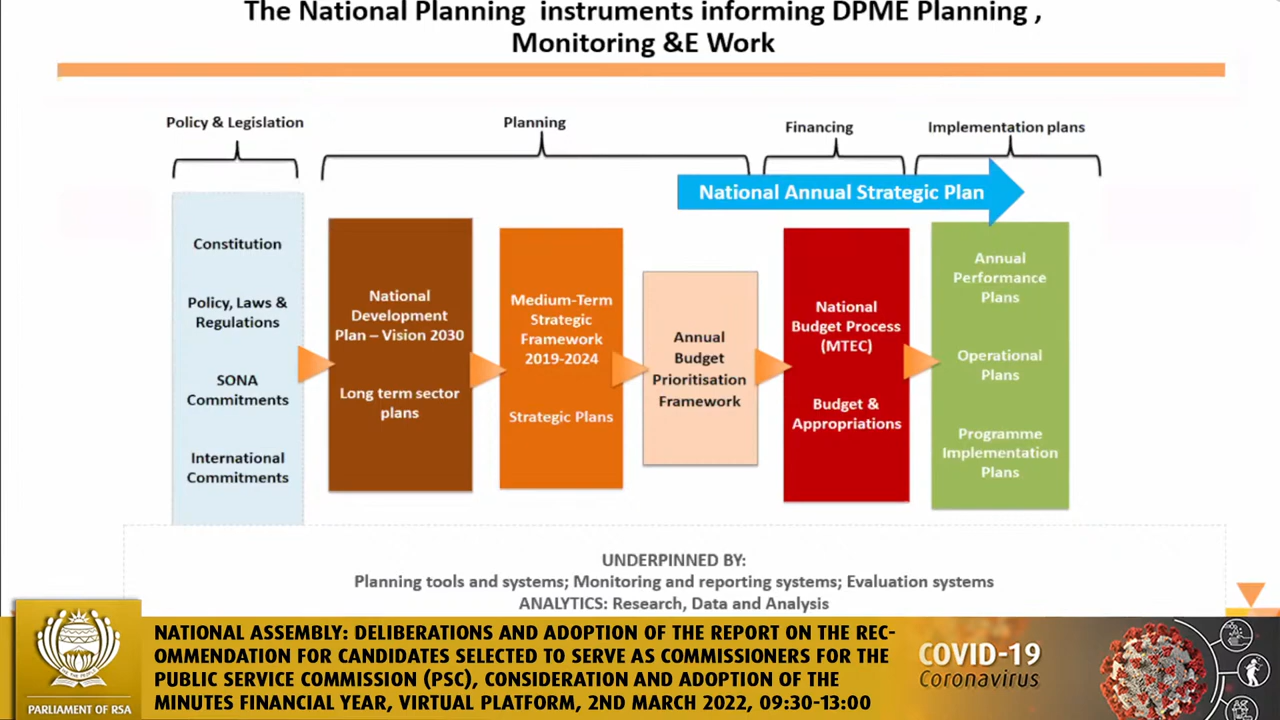 The National Planning instruments informing DPME Planning ,
Monitoring &E Work
Policy & Legislation
Planning
Financing
Implementation plans
National Annual Strategic Plan
Constitution
Policy, Laws &
Regulations
SONA
Commitments
International
Commitments
National
Development
Plan – Vision 2030
Long term sector
plans
Medium-Term
Strategic
Framework
2019-2024
Strategic Plans
Annual
Budget
Prioritisation
Framework
National
Budget Process
(MTEC)
Budget &
Appropriations
Annual
Performance
Plans
Operational
Plans
Programme
Implementation
Plans
UNDERPINNED BY:
Planning tools and systems; Monitoring and reporting systems; Evaluation systems
ANALYTICS: Research, Data and Analysis
PARLIAMENT OF RSA
NATIONAL ASSEMBLY: DELIBERATIONS AND ADOPTION OF THE REPORT ON THE REC-
OMMENDATION FOR CANDIDATES SELECTED TO SERVE AS COMMISSIONERS FOR THE
PUBLIC SERVICE COMMISSION (PSC), CONSIDERATION AND ADOPTION OF THE
MINUTES FINANCIAL YEAR, VIRTUAL PLATFORM, 2ND MARCH 2022, 09:30-13:00
COVID-19
Coronavirus